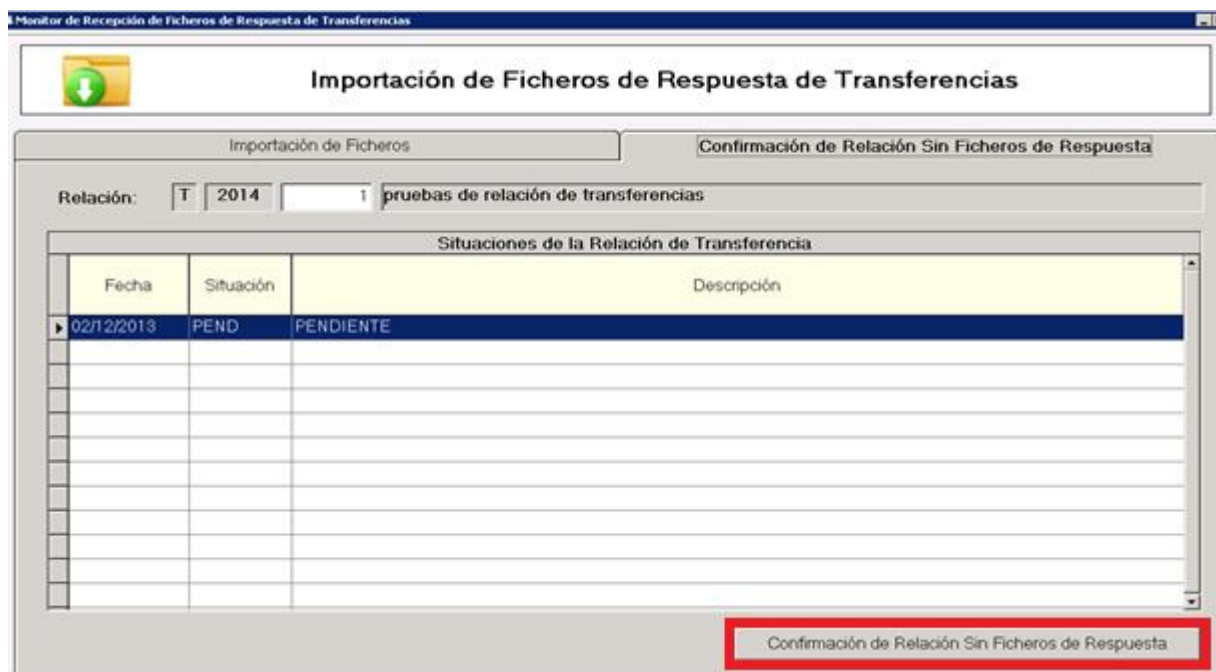 Monitor de Recepción de Ficheros de Respuesta de Transferencias
Importación de Ficheros de Respuesta de Transferencias
Importación de Ficheros
Confirmación de Relación Sin Ficheros de Respuesta
Relación: T 2014 1 pruebas de relación de transferencias
Situaciones de la Relación de Transferencia
Fecha Situación Descripción
02/12/2013 PEND PENDIENTE
Confirmación de Relación Sin Ficheros de Respuesta